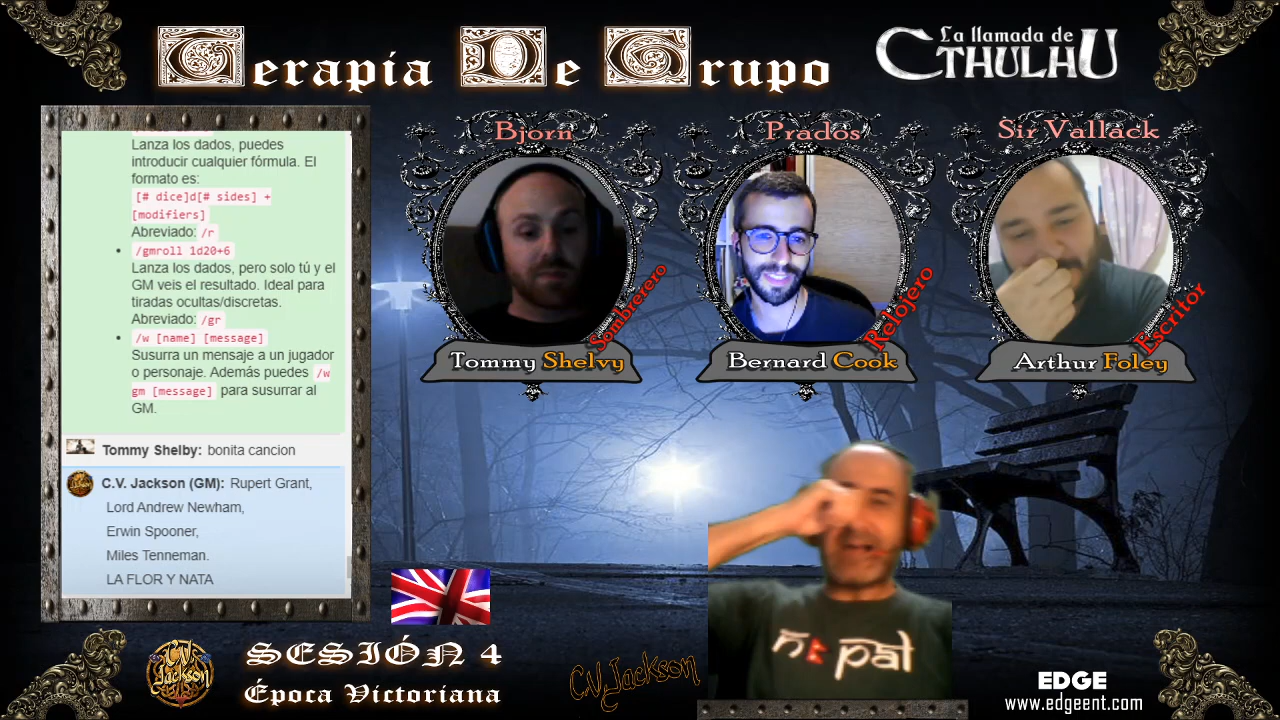 Terapia De Grupo
La llamada de
CTHULHU
Lanza los dados, puedes
introducir cualquier fórmula. El
formato es:
[# dice]d[# sides] +
[modifiers]
Abreviado: /r
/gmroll 1d20+6
Lanza los dados, pero solo tú y el
GM veis el resultado. Ideal para
tiradas ocultas/discretas.
Abreviado: /gr
/w [name] [message]
Susurra un mensaje a un jugador
o personaje. Además puedes /w
gm [message] para susurrar al
GM.
Tommy Shelby: bonita cancion
C.V. Jackson (GM): Rupert Grant,
Lord Andrew Newham,
Erwin Spooner,
Miles Tenneman.
LA FLOR Y NATA
Bjorn
Sombrerero
Tommy Shelvy
Prados
Relojero
Bernard Cook
Sir Vallack
Escritor
Arthur Foley
nepal
C.V. Jackson
SESIÓN 4
Época Victoriana
C.V. Jackson
EDGE
www.edgeent.com